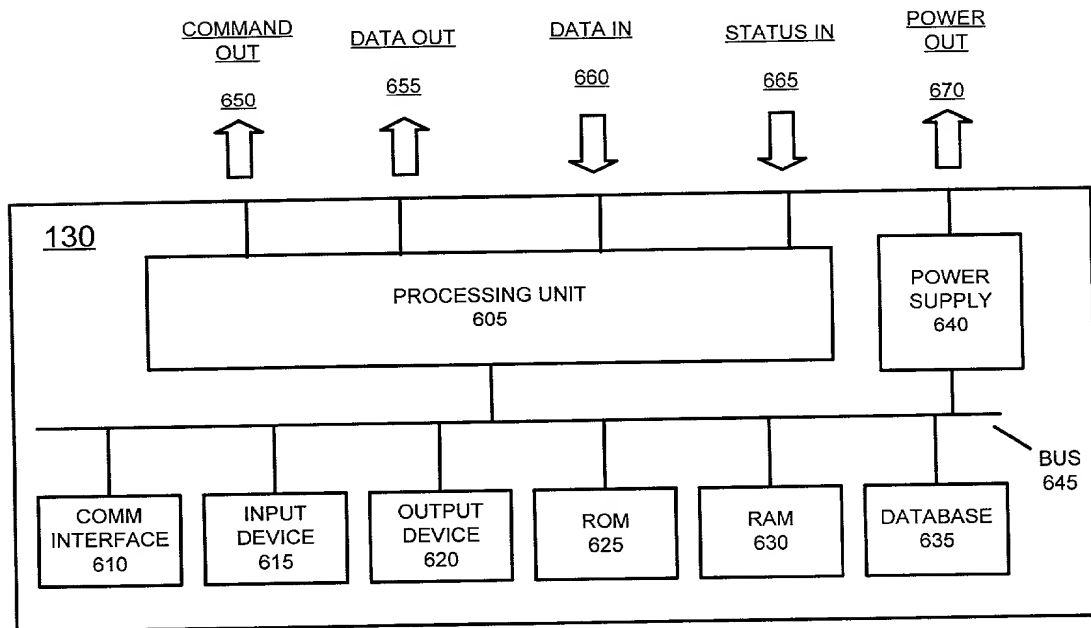 COMMAND
OUT
650
DATA OUT
655
DATA IN
660
STATUS IN
665
POWER
OUT
670
130
PROCESSING UNIT
605
POWER
SUPPLY
640
BUS
645
COMM
INTERFACE
610
INPUT
DEVICE
615
OUTPUT
DEVICE
620
ROM
625
RAM
630
DATABASE
635